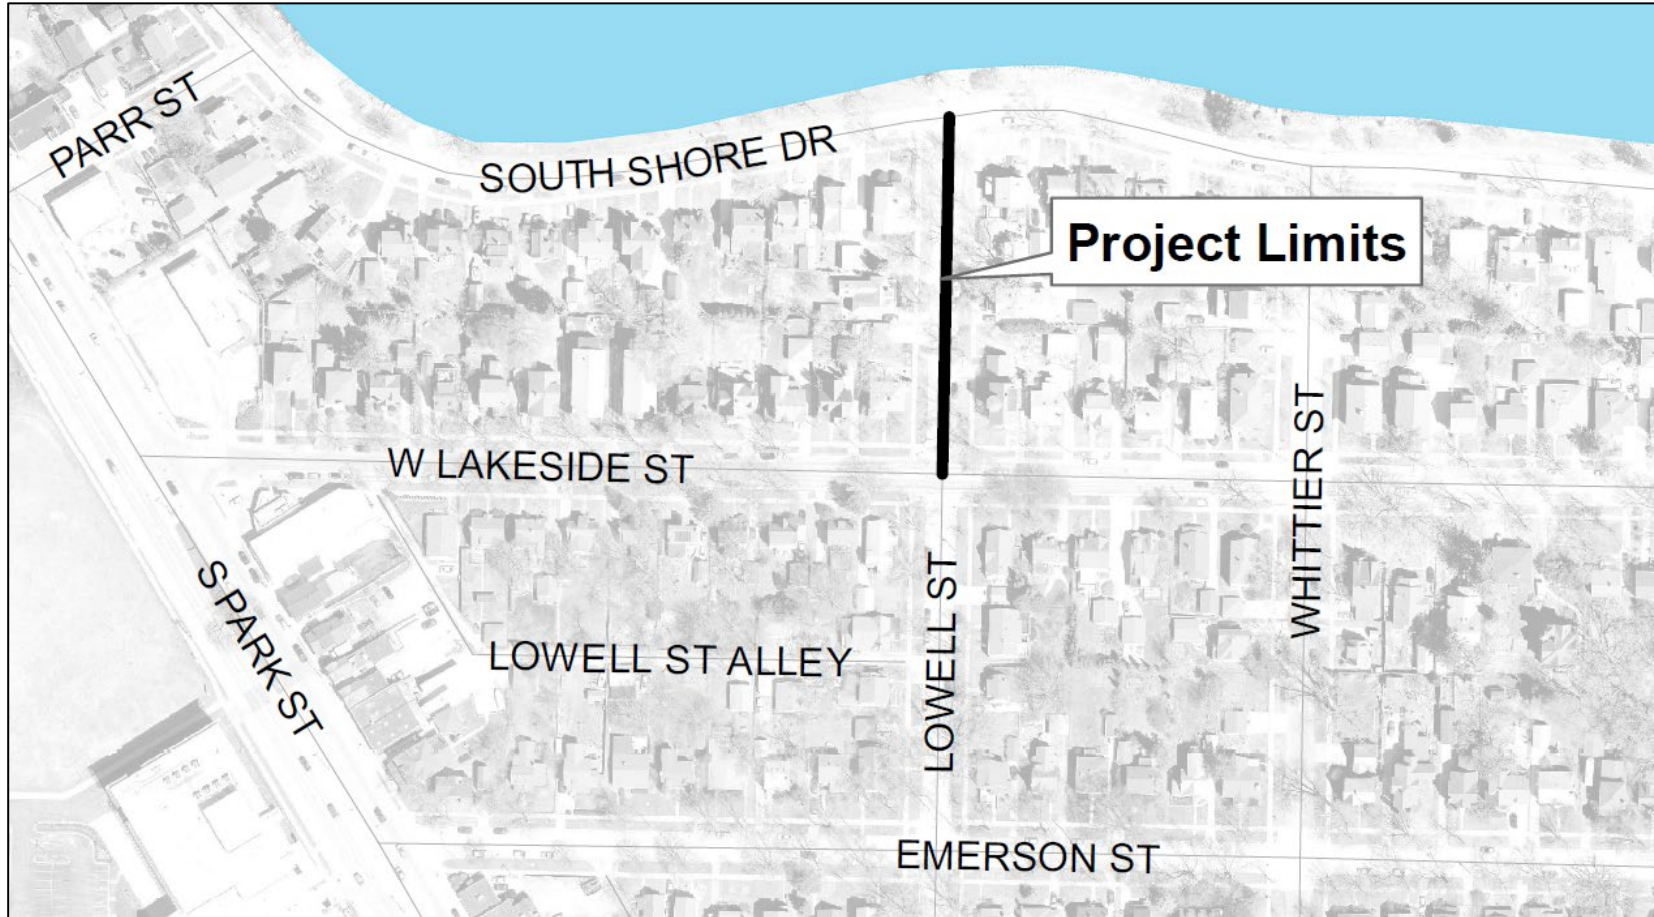 PARR ST
SOUTH SHORE DR
Project Limits
W LAKESIDE ST
WHITTIER ST
S PARK ST
LOWELL ST
LOWELL ST ALLEY
EMERSON ST